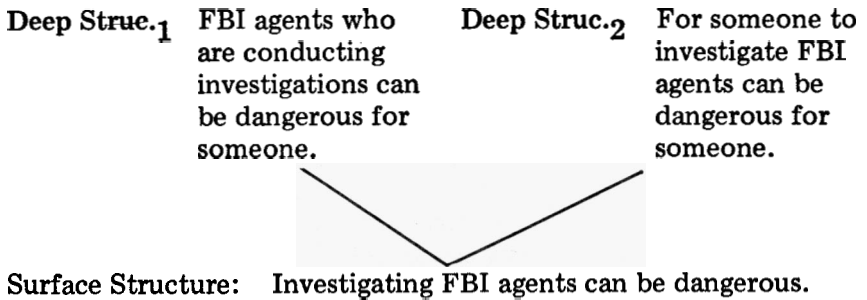 Deep Strue.1 FBI agents who Deep Struc.2 For someone to
are conducting investigate FBI
investigations can agents can be
be dangerous for dangerous for
someone. someone.
Surface Structure: Investigating FBI agents can be dangerous.